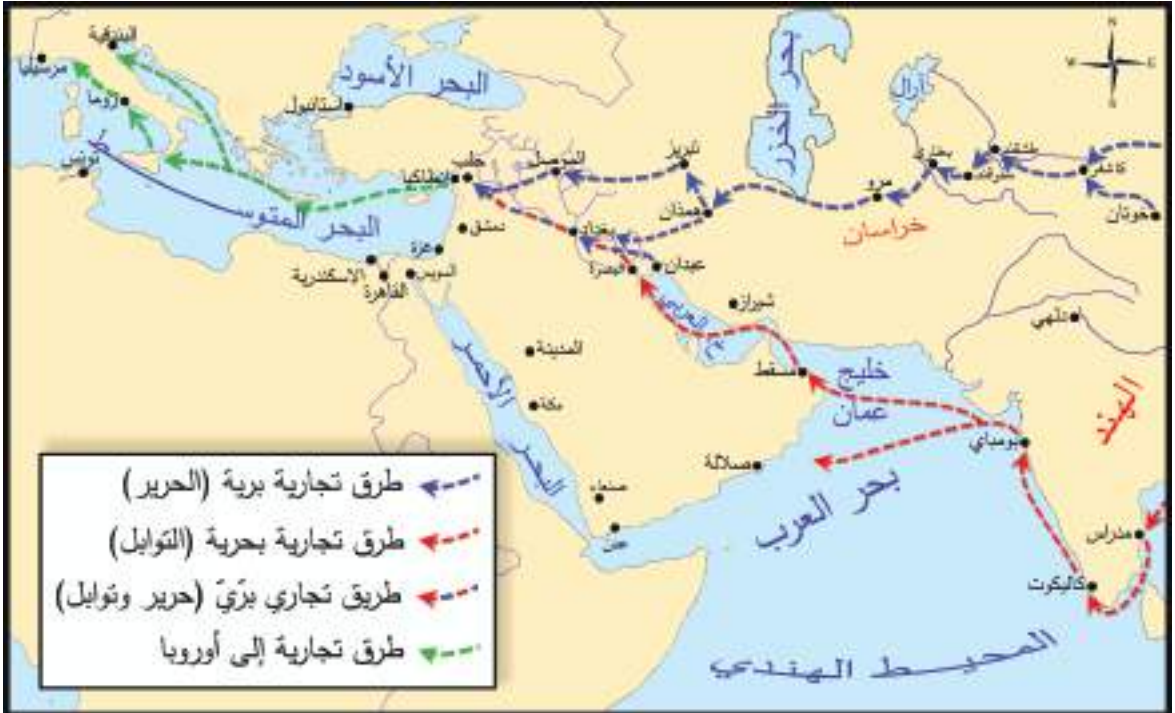 N
W
E
S
البندقية
مرسيليا
روما
تونس
البحر الأسود
استانبول
بحر الخزر
آرال
طشقند
بخارى
سمرقند
كاشغر
خوتان
مرو
خراسان
تبريز
الموصل
حلب
انطاكيا
همذان
البحر المتوسط
دمشق
بغداد
غزة
الإسكندرية
السويس
القاهرة
البصرة
عبدان
خ العربي
شيراز
دلهي
المدينة
مكة
البحر الأحمر
مسقط
خليج
عمان
الهند
بومباي
صلالة
صنعاء
عدن
بحر العرب
مدراس
كاليكوت
المحيط الهندي
طرق تجارية برية (الحرير)
طرق تجارية بحرية (التوابل)
طريق تجاري برّيّ (حرير وتوابل)
طرق تجارية إلى أوروبا